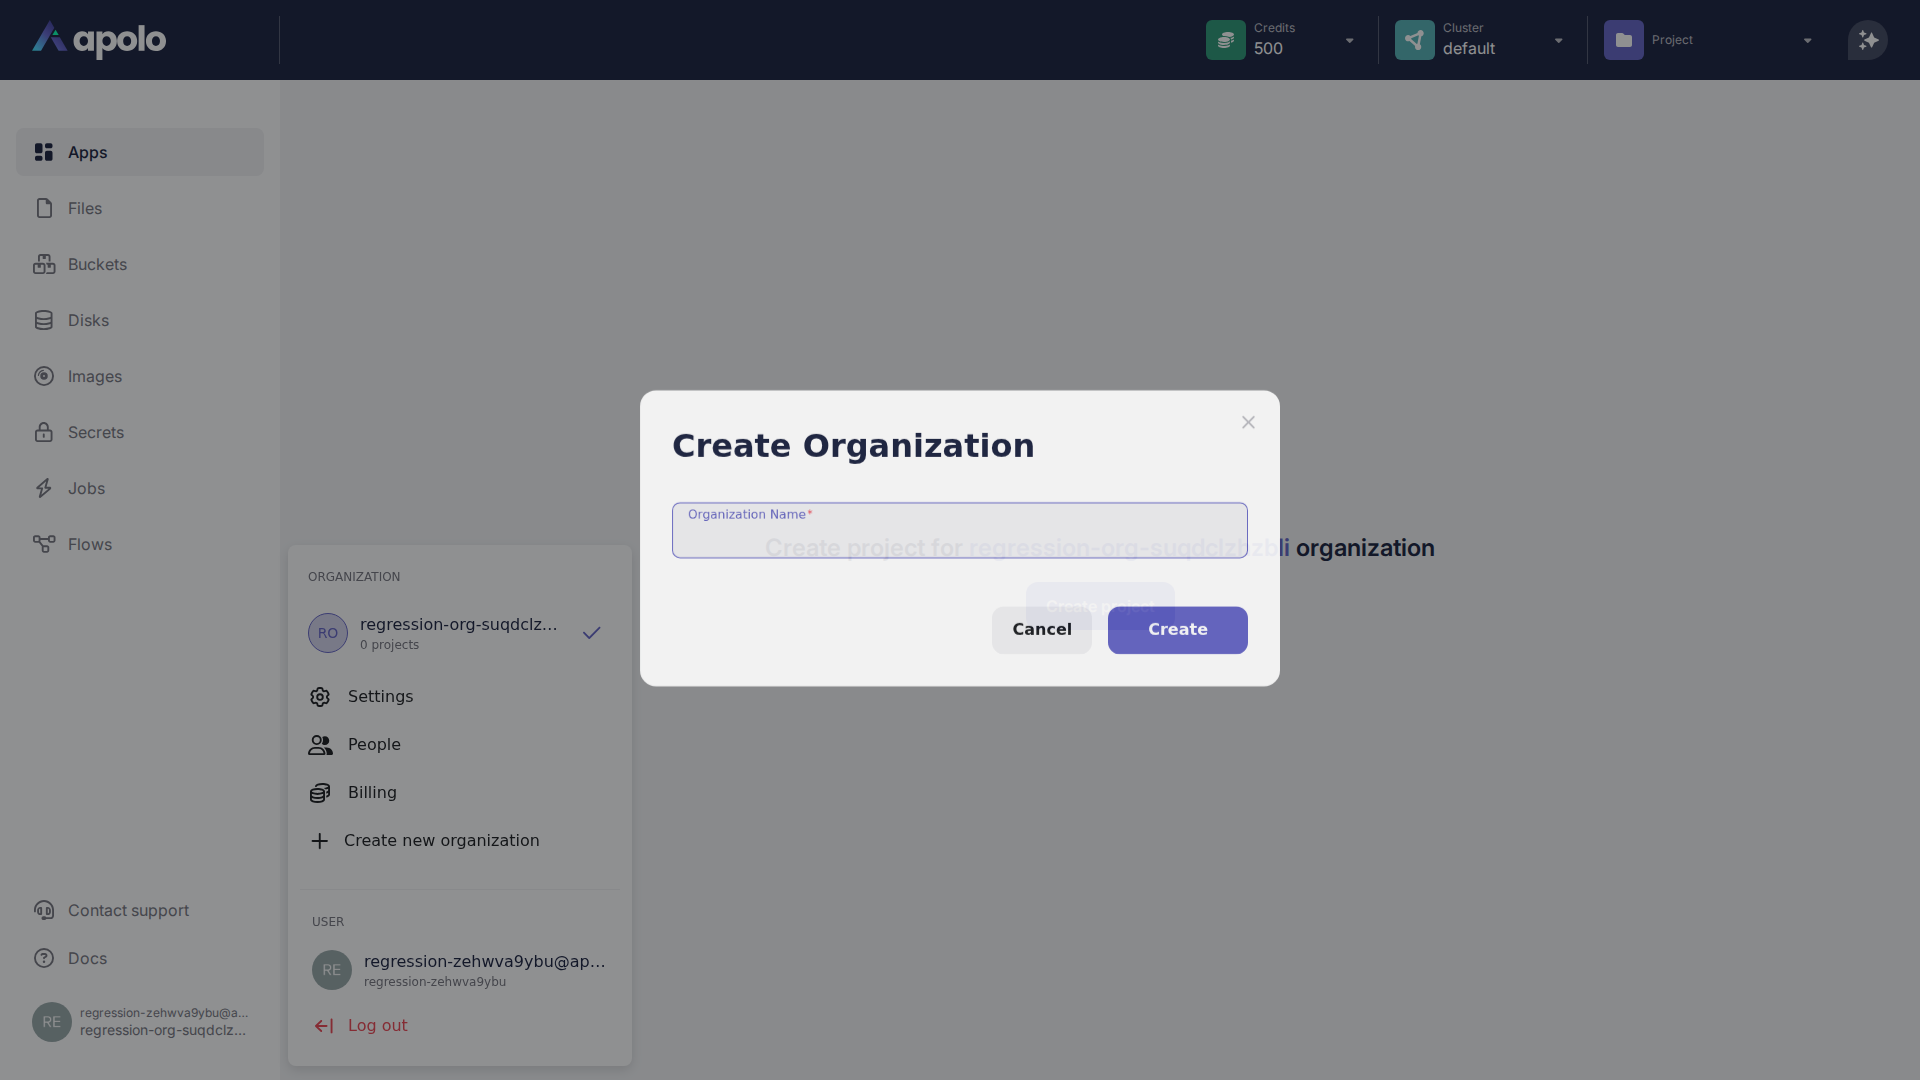 apolo
Credits
500
Cluster
default
Project
Apps
Files
Buckets
Disks
Images
Secrets
Jobs
Flows
Contact support
Docs
RE
regression-zehwva9ybu@a...
regression-org-suqdclz...
ORGANIZATION
RO
regression-org-suqdclz...
0 projects
Settings
People
Billing
Create new organization
USER
RE
regression-zehwva9ybu@ap...
regression-zehwva9ybu
Log out
Create Organization
Organization Name*
Create project for regression-org-suqdclzhzbli organization
Create project
Cancel
Create